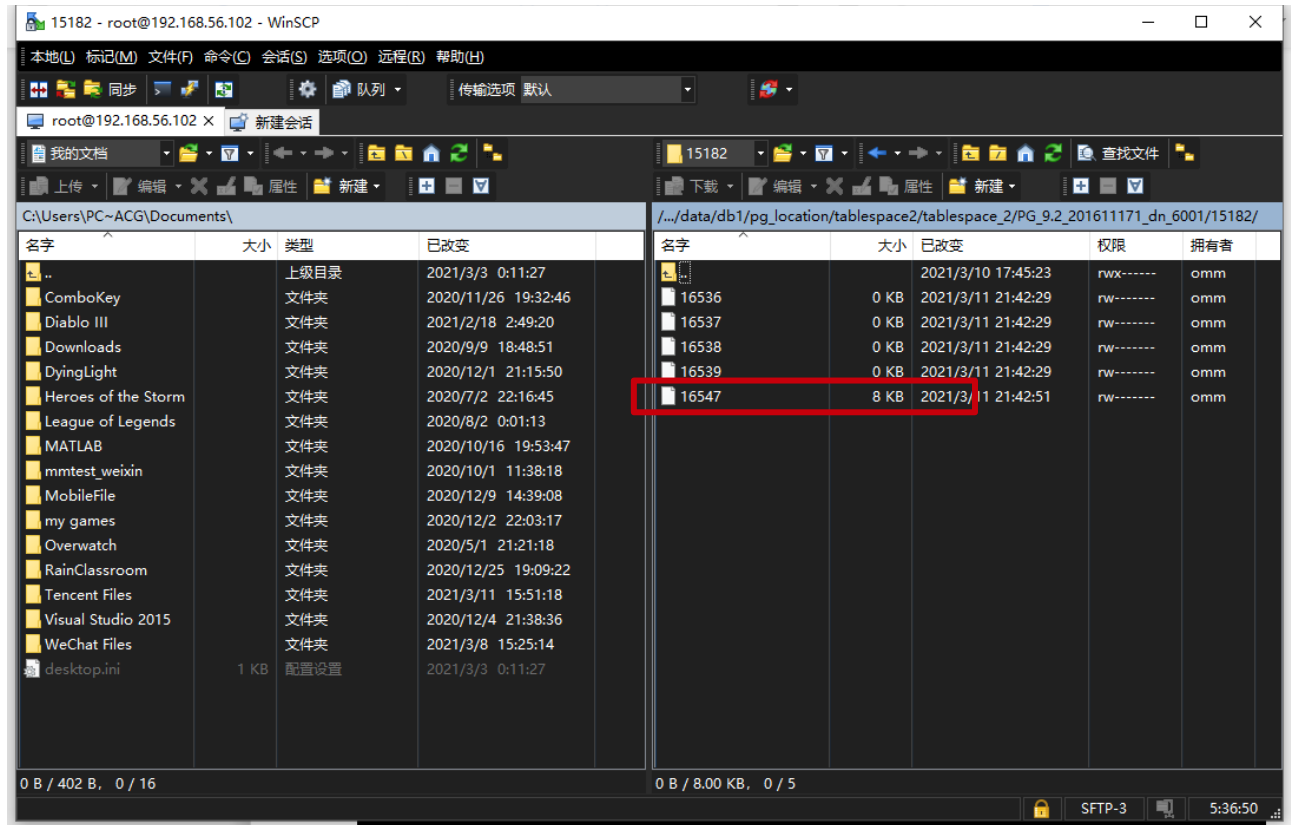 15182 - root@192.168.56.102 - WinSCP
本地(L) 标记(M) 文件(F) 命令(C) 会话(S) 选项(O) 远程(R) 帮助(H)
同步 队列 传输选项 默认
root@192.168.56.102 × 新建会话
我的文档 15182 查找文件
上传 编辑 属性 新建 下载 编辑 属性 新建
C:\Users\PC~ACG\Documents\ /.../data/db1/pg_location/tablespace2/tablespace_2/PG_9.2_201611171_dn_6001/15182/
名字 大小 类型 已改变 名字 大小 已改变 权限 拥有者
.. 上级目录 2021/3/3 0:11:27 .. 2021/3/10 17:45:23 rwx------ omm
ComboKey 文件夹 2020/11/26 19:32:46 16536 0 KB 2021/3/11 21:42:29 rw------- omm
Diablo III 文件夹 2021/2/18 2:49:20 16537 0 KB 2021/3/11 21:42:29 rw------- omm
Downloads 文件夹 2020/9/9 18:48:51 16538 0 KB 2021/3/11 21:42:29 rw------- omm
DyingLight 文件夹 2020/12/1 21:15:50 16539 0 KB 2021/3/11 21:42:29 rw------- omm
Heroes of the Storm 文件夹 2020/7/2 22:16:45 16547 8 KB 2021/3/11 21:42:51 rw------- omm
League of Legends 文件夹 2020/8/2 0:01:13
MATLAB 文件夹 2020/10/16 19:53:47
mmtest_weixin 文件夹 2020/10/1 11:38:18
MobileFile 文件夹 2020/12/9 14:39:08
my games 文件夹 2020/12/2 22:03:17
Overwatch 文件夹 2020/5/1 21:21:18
RainClassroom 文件夹 2020/12/25 19:09:22
Tencent Files 文件夹 2021/3/11 15:51:18
Visual Studio 2015 文件夹 2020/12/4 21:38:36
WeChat Files 文件夹 2021/3/8 15:25:14
desktop.ini 1 KB 配置设置 2021/3/3 0:11:27
0 B / 402 B, 0 / 16 0 B / 8.00 KB, 0 / 5
SFTP-3 5:36:50